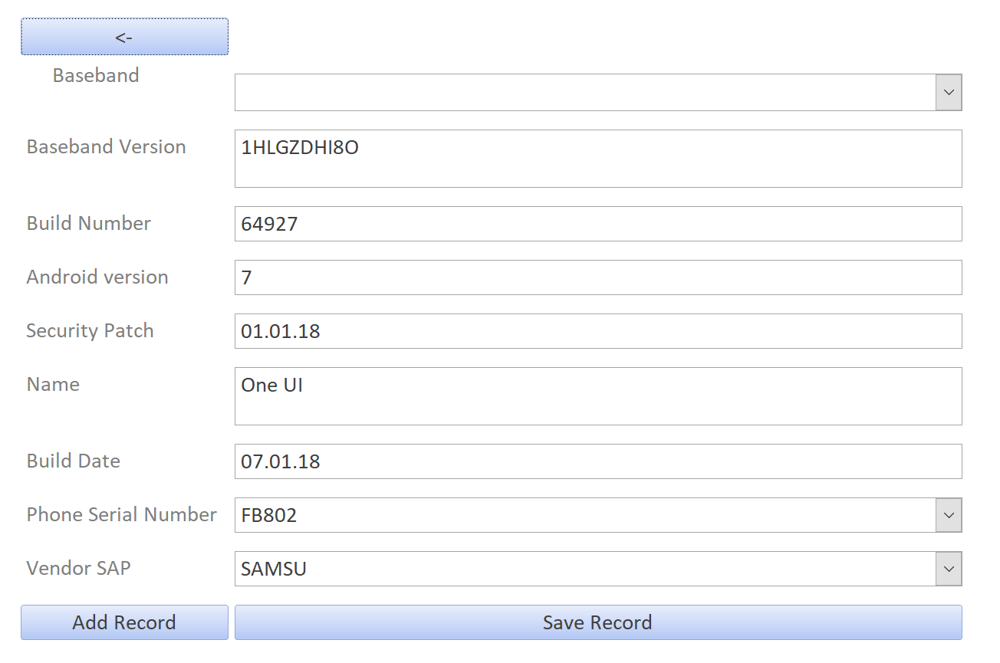 <-
Baseband
Baseband Version 1HLGZDHI8O
Build Number 64927
Android version 7
Security Patch 01.01.18
Name One UI
Build Date 07.01.18
Phone Serial Number FB802
Vendor SAP SAMSU
Add Record Save Record